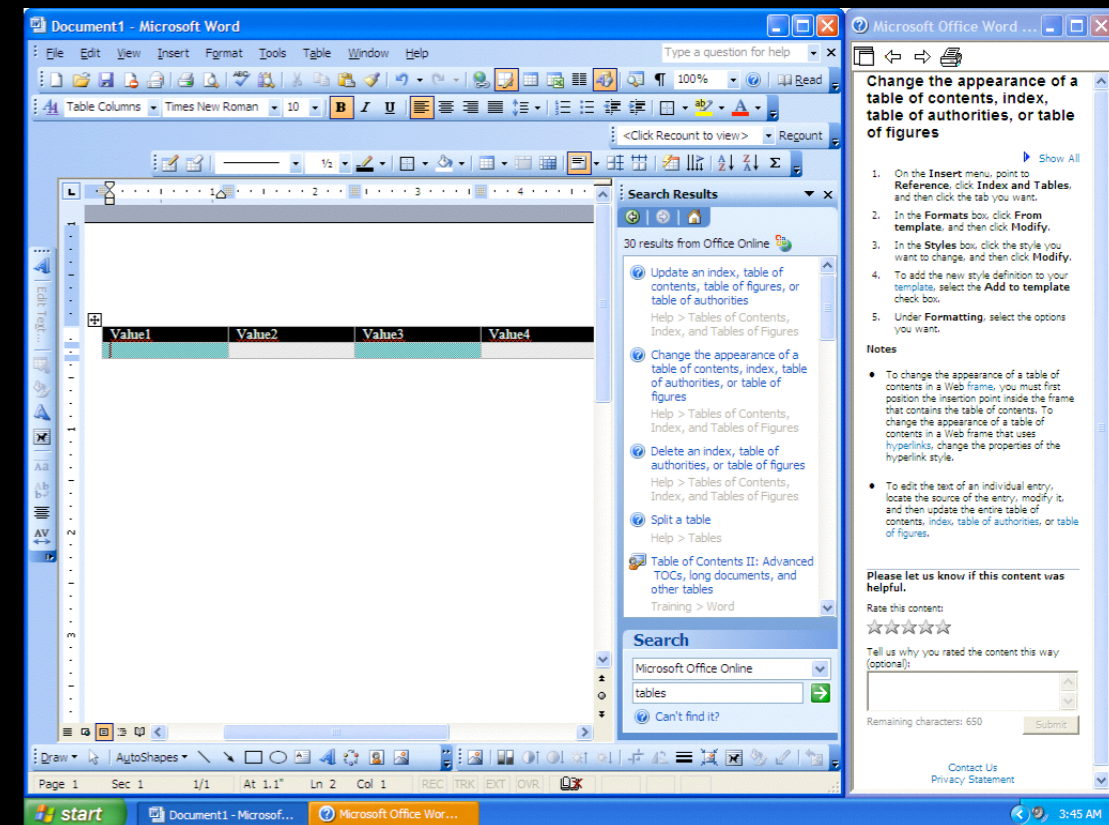 Document1 - Microsoft Word
File Edit View Insert Format Tools Table Window Help
Type a question for help
100%
Read
Table Columns
Times New Roman
10
B I U
<Click Recount to view>
Recount
½
1 2 3 4
Edit Text...
Aa
AV
Value1 Value2 Value3 Value4
1
2
3
Search Results
30 results from Office Online
Update an index, table of
contents, table of figures, or
table of authorities
Help > Tables of Contents,
Index, and Tables of Figures
Change the appearance of a
table of contents, index, table
of authorities, or table of
figures
Help > Tables of Contents,
Index, and Tables of Figures
Delete an index, table of
authorities, or table of figures
Help > Tables of Contents,
Index, and Tables of Figures
Split a table
Help > Tables
Table of Contents II: Advanced
TOCs, long documents, and
other tables
Training > Word
Search
Microsoft Office Online
tables
Can't find it?
Draw
AutoShapes
Page 1 Sec 1 1/1 At 1.1" Ln 2 Col 1 REC TRK EXT OVR
Microsoft Office Word ...
Change the appearance of a
table of contents, index,
table of authorities, or table
of figures
Show All
1. On the Insert menu, point to
Reference, click Index and Tables,
and then click the tab you want.
2. In the Formats box, click From
template, and then click Modify.
3. In the Styles box, click the style you
want to change, and then click Modify.
4. To add the new style definition to your
template, select the Add to template
check box.
5. Under Formatting, select the options
you want.
Notes
• To change the appearance of a table of
contents in a Web frame, you must first
position the insertion point inside the frame
that contains the table of contents. To
change the appearance of a table of
contents in a Web frame that uses
hyperlinks, change the properties of the
hyperlink style.
• To edit the text of an individual entry,
locate the source of the entry, modify it,
and then update the entire table of
contents, index, table of authorities, or table
of figures.
Please let us know if this content was
helpful.
Rate this content:
Tell us why you rated the content this way
(optional):
Remaining characters: 650
Submit
Contact Us
Privacy Statement
start
Document1 - Microsof...
Microsoft Office Wor...
3:45 AM